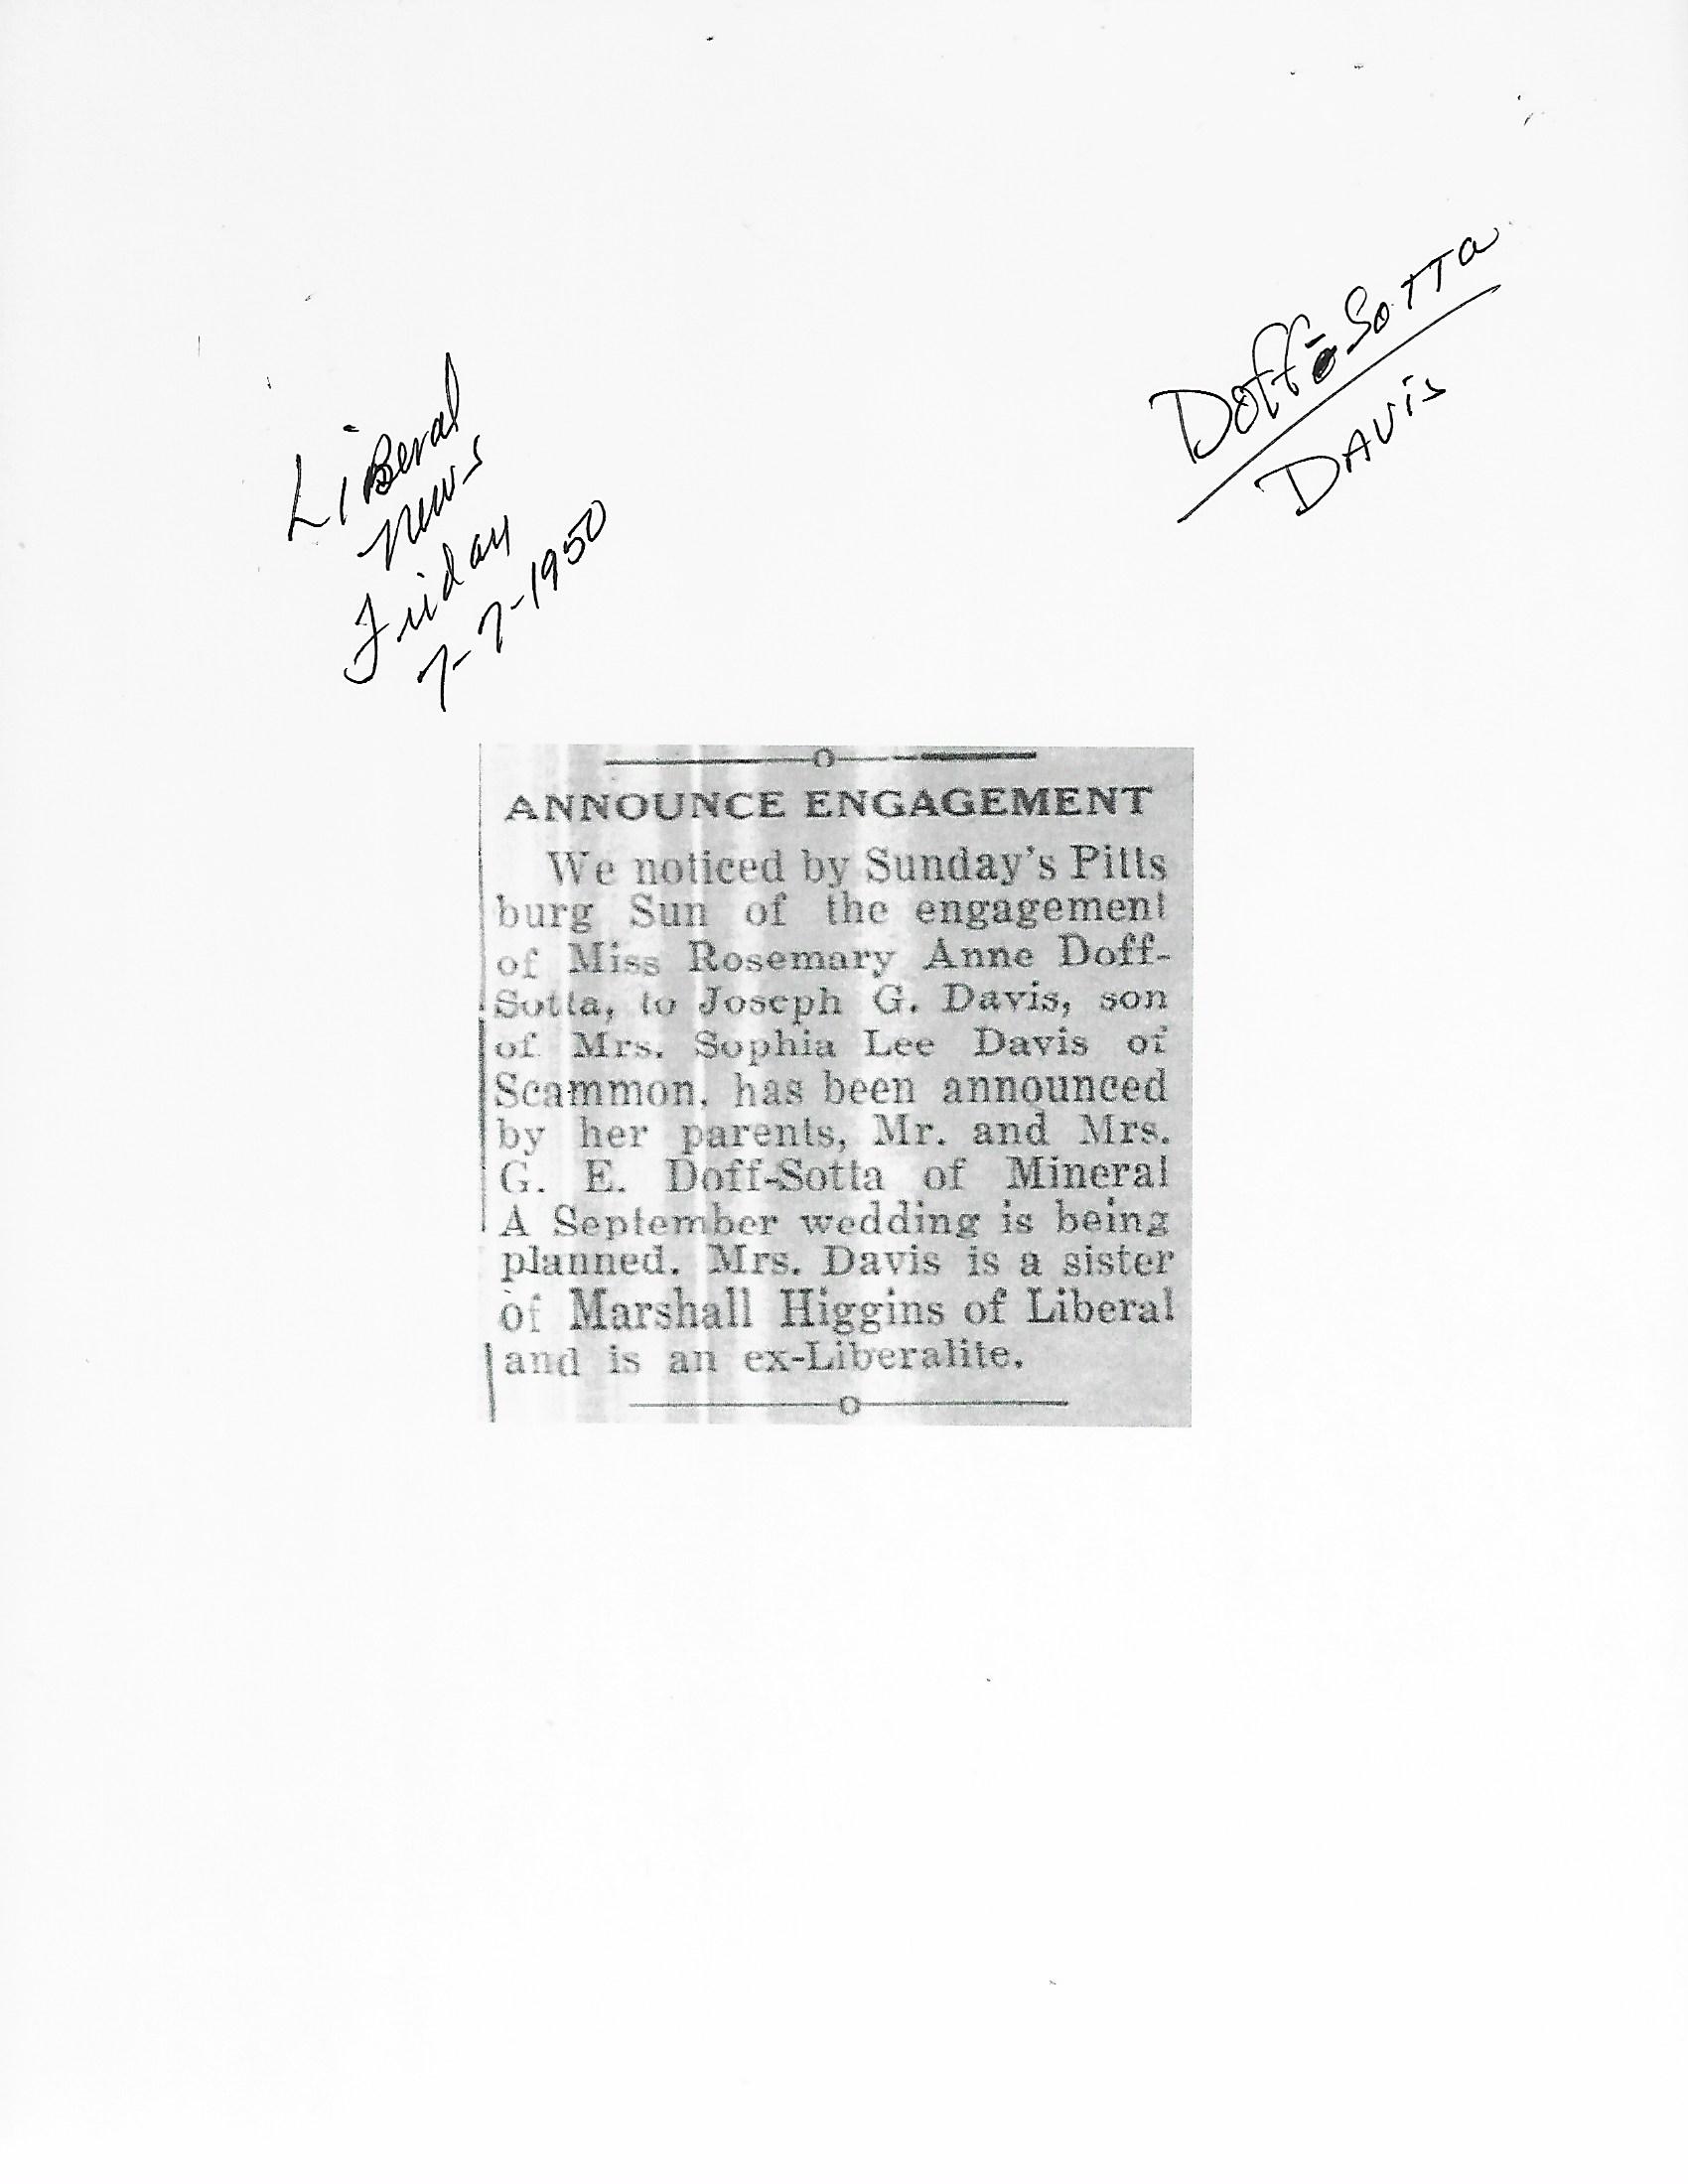 Liberal
News
Friday
7-7-1950
Doff-Sotta
Davis
ANNOUNCE ENGAGEMENT
We noticed by Sunday's Pitts
burg Sun of the engagement
of Miss Rosemary Anne Doff-
Sotta, to Joseph G. Davis, son
of Mrs. Sophia Lee Davis of
Scammon, has been announced
by her parents, Mr. and Mrs.
G. E. Doff-Sotta of Mineral
A September wedding is being
planned. Mrs. Davis is a sister
of Marshall Higgins of Liberal
and is an ex-Liberalite.